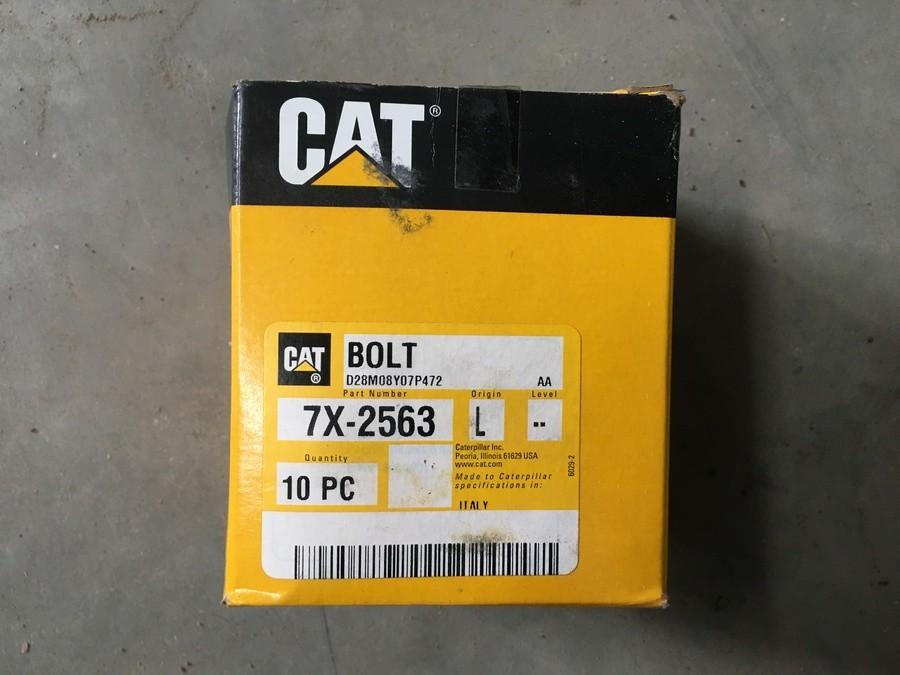 CAT®
CAT®
BOLT
D28M08Y07P472 AA
Part Number Origin Level
7X-2563 L --
Quantity
10 PC
Caterpillar Inc.
Peoria, Illinois 61629 USA
www.cat.com
Made to Caterpillar
specifications in:
ITALY
6029-2